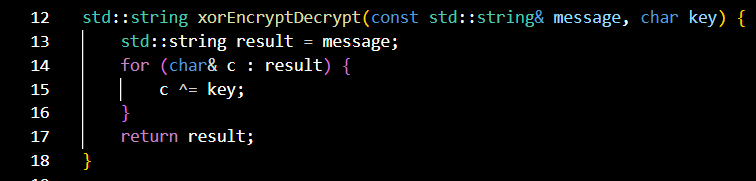 12 std::string xorEncryptDecrypt(const std::string& message, char key) {
13 std::string result = message;
14 for (char& c : result) {
15 c ^= key;
16 }
17 return result;
18 }